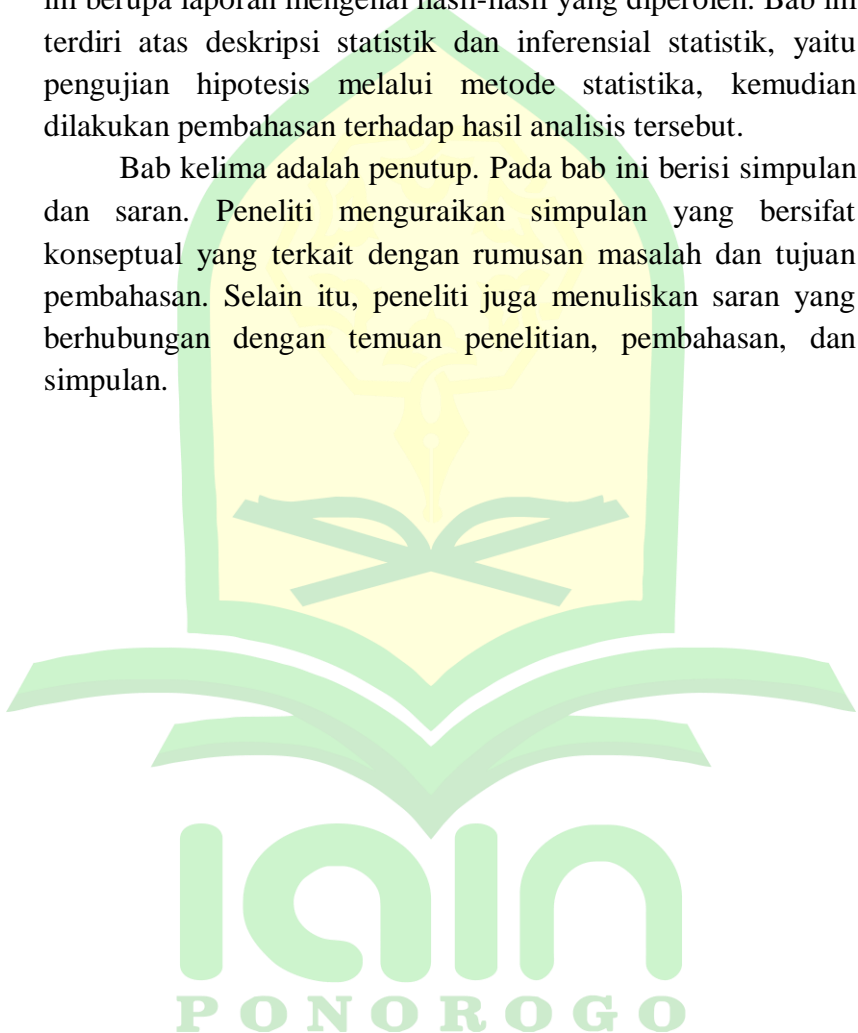 ini berupa laporan mengenai hasil-hasil yang diperoleh. Bab ini
terdiri atas deskripsi statistik dan inferensial statistik, yaitu
pengujian hipotesis melalui metode statistika, kemudian
dilakukan pembahasan terhadap hasil analisis tersebut.
Bab kelima adalah penutup. Pada bab ini berisi simpulan
dan saran. Peneliti menguraikan simpulan yang bersifat
konseptual yang terkait dengan rumusan masalah dan tujuan
pembahasan. Selain itu, peneliti juga menuliskan saran yang
berhubungan dengan temuan penelitian, pembahasan, dan
simpulan.
iain
PONOROGO